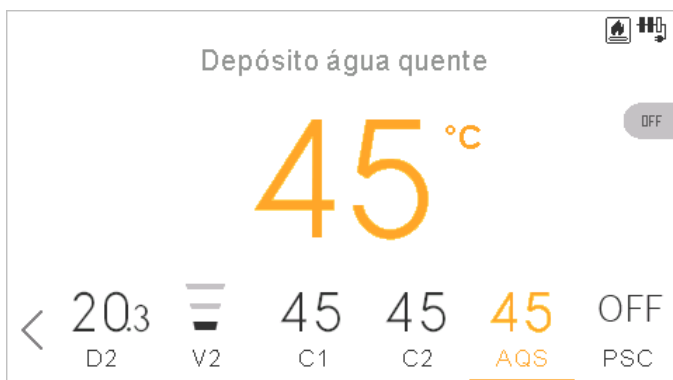 Depósito água quente
45 °C
OFF
20.3 45 45 45 OFF
D2 V2 C1 C2 AQS PSC